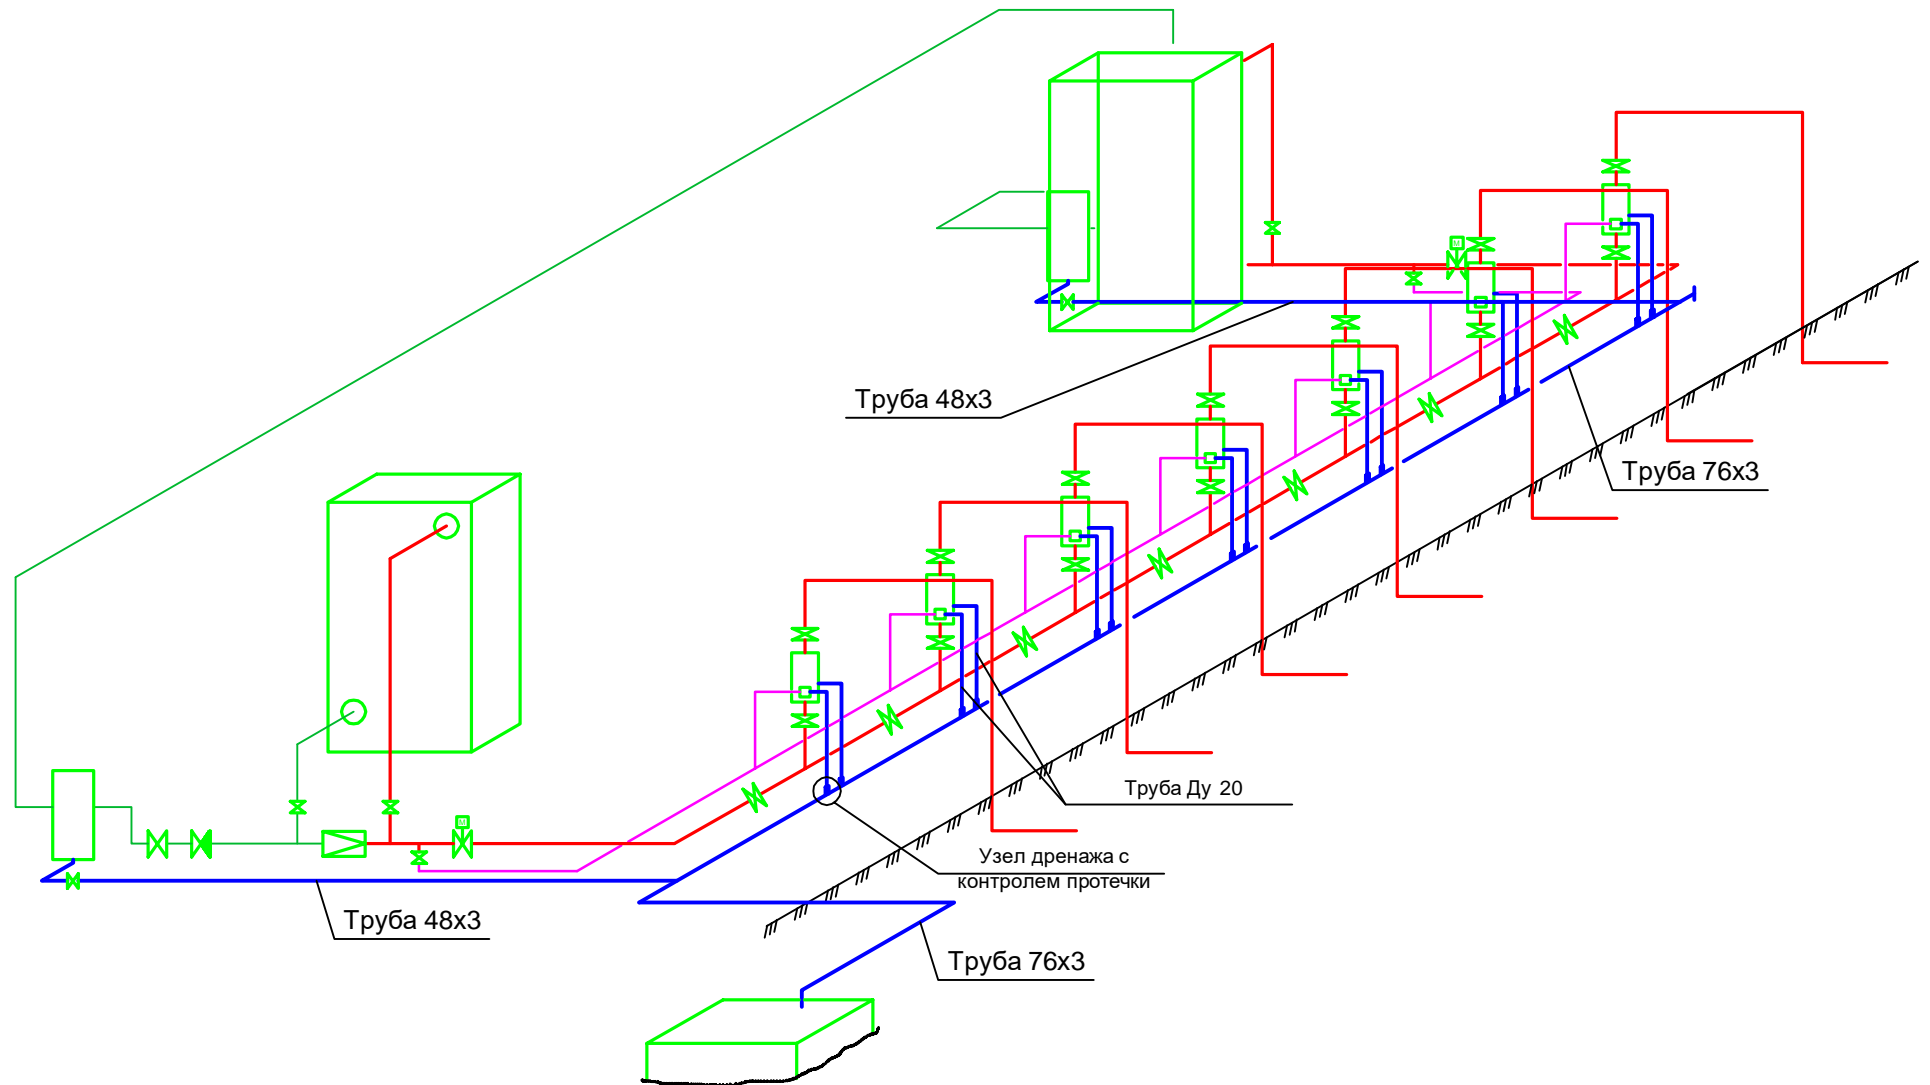 Труба 48х3
Труба 76х3
Труба Ду 20
Узел дренажа с
контролем протечки
Труба 48х3
Труба 76х3
M
M